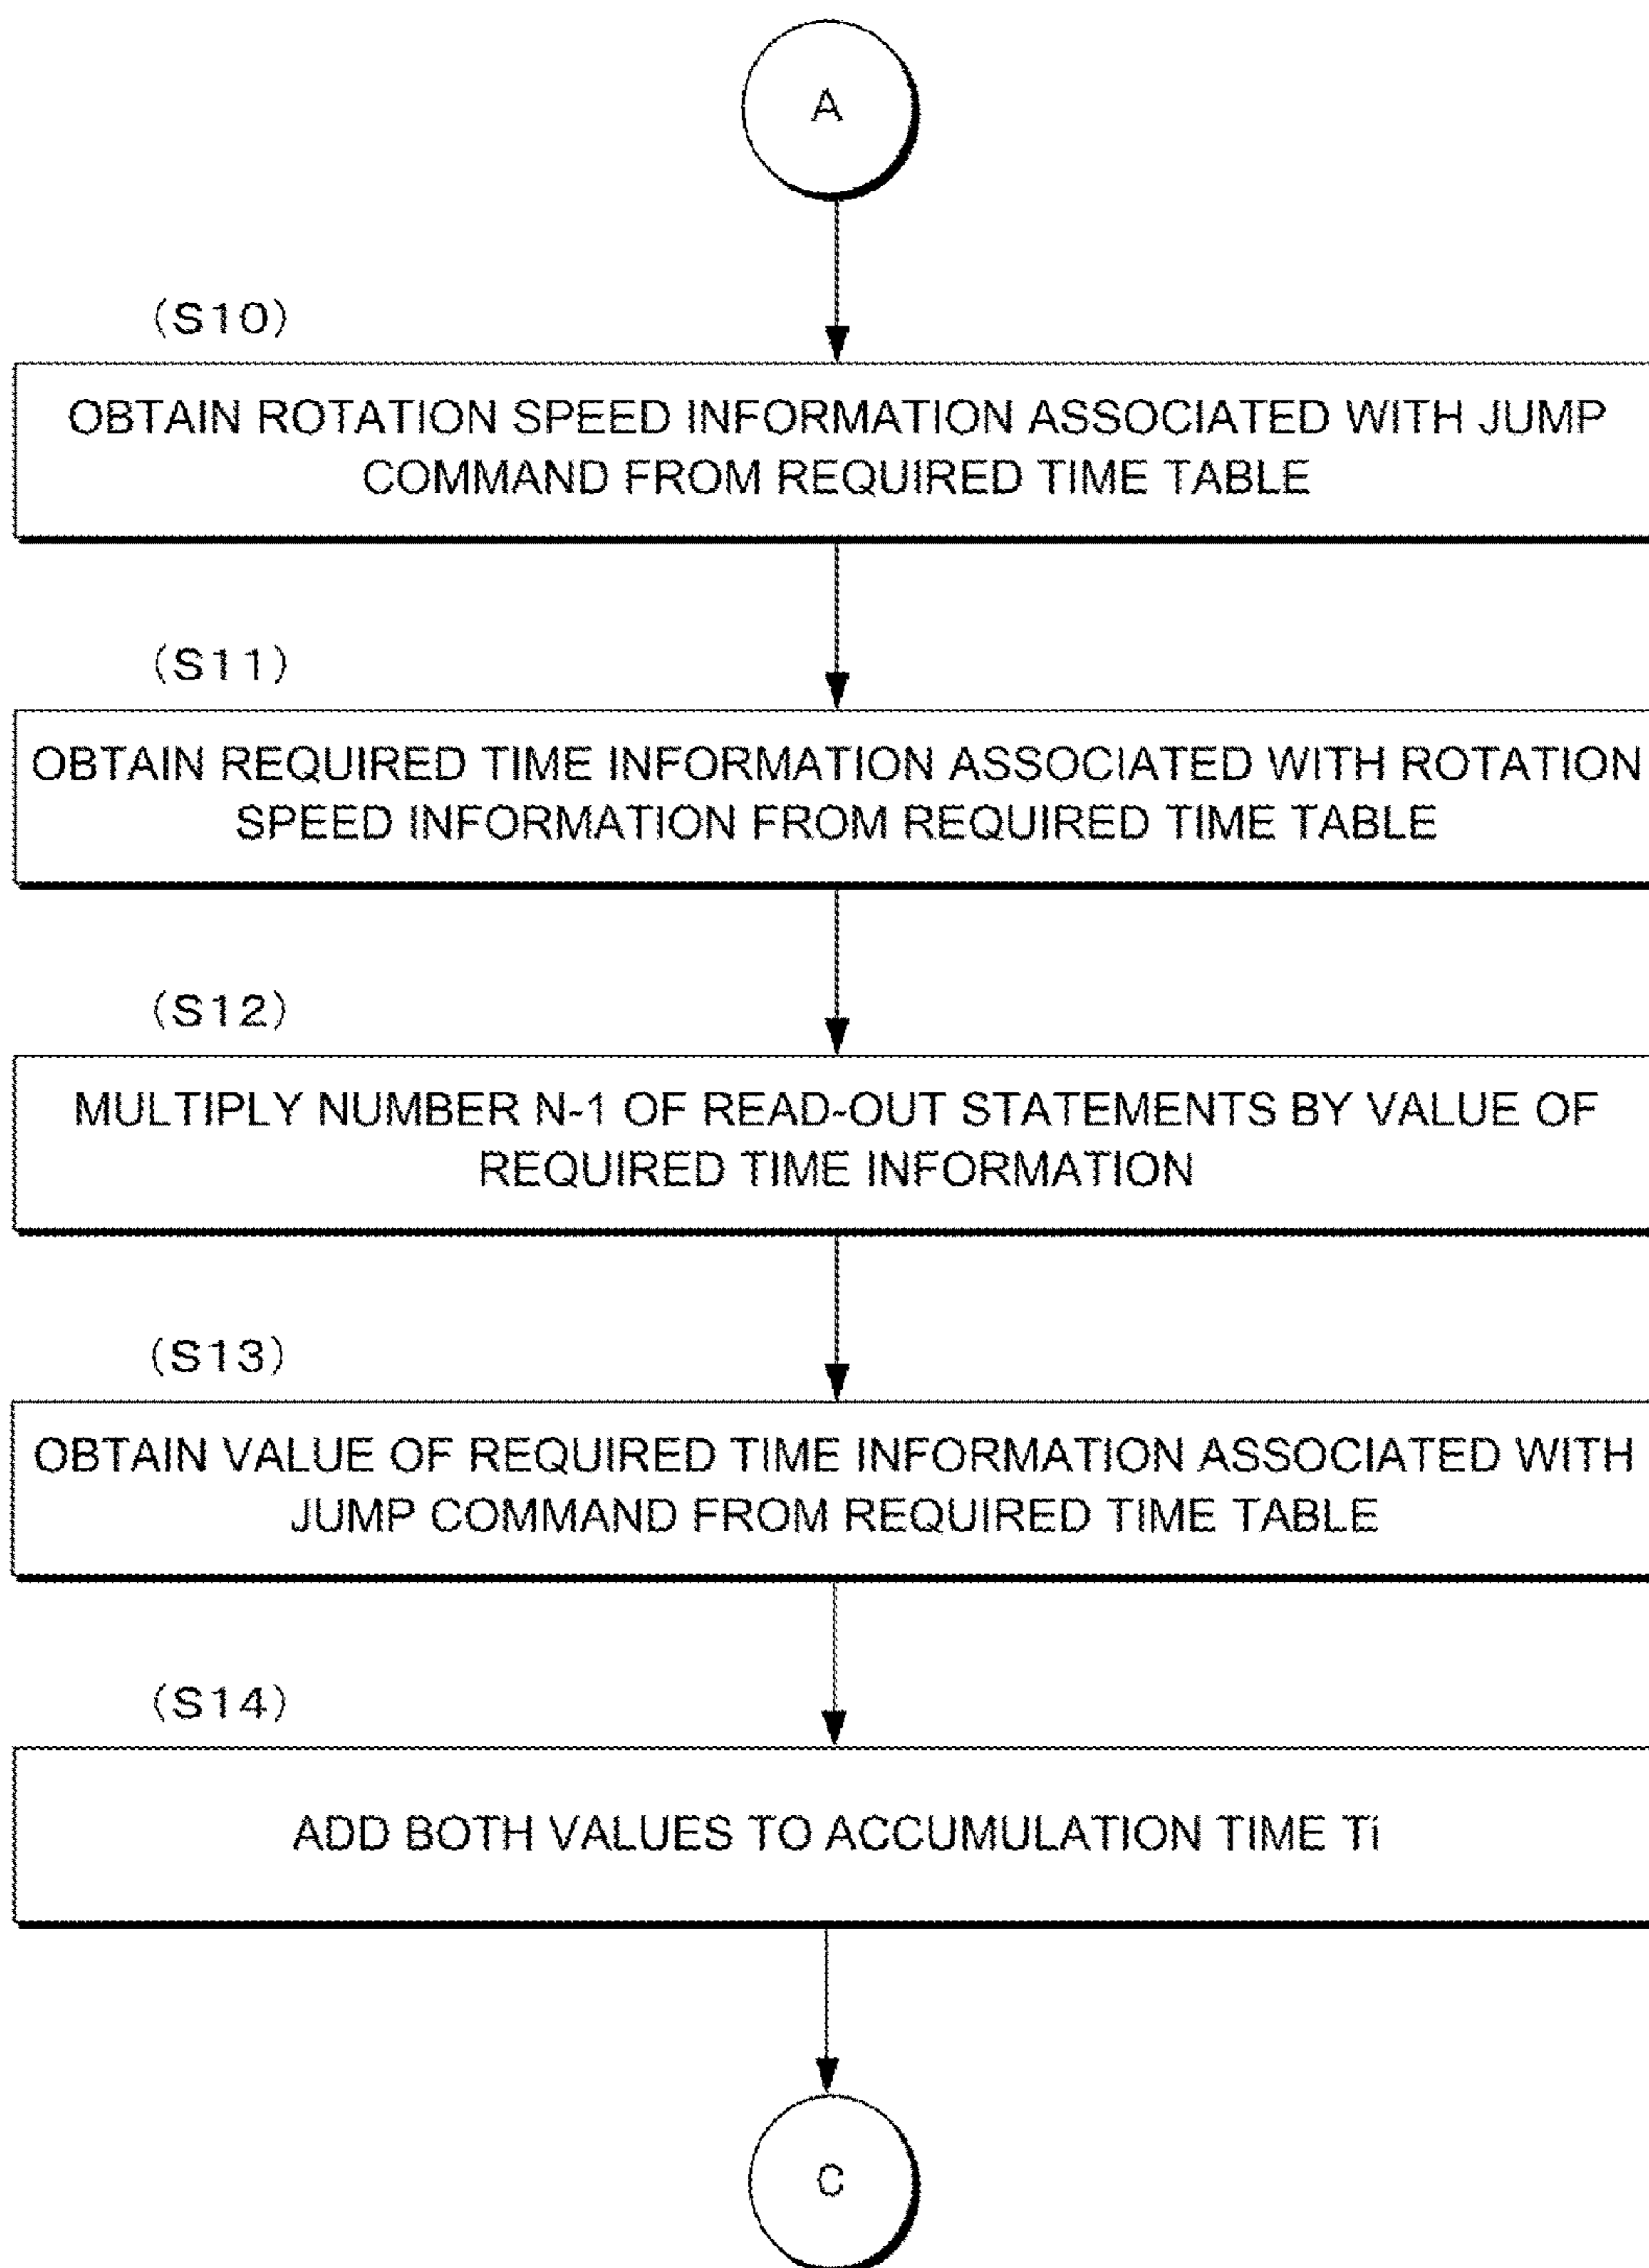 A
(S10)
OBTAIN ROTATION SPEED INFORMATION ASSOCIATED WITH JUMP
COMMAND FROM REQUIRED TIME TABLE
(S11)
OBTAIN REQUIRED TIME INFORMATION ASSOCIATED WITH ROTATION
SPEED INFORMATION FROM REQUIRED TIME TABLE
(S12)
MULTIPLY NUMBER N-1 OF READ-OUT STATEMENTS BY VALUE OF
REQUIRED TIME INFORMATION
(S13)
OBTAIN VALUE OF REQUIRED TIME INFORMATION ASSOCIATED WITH
JUMP COMMAND FROM REQUIRED TIME TABLE
(S14)
ADD BOTH VALUES TO ACCUMULATION TIME Ti
C